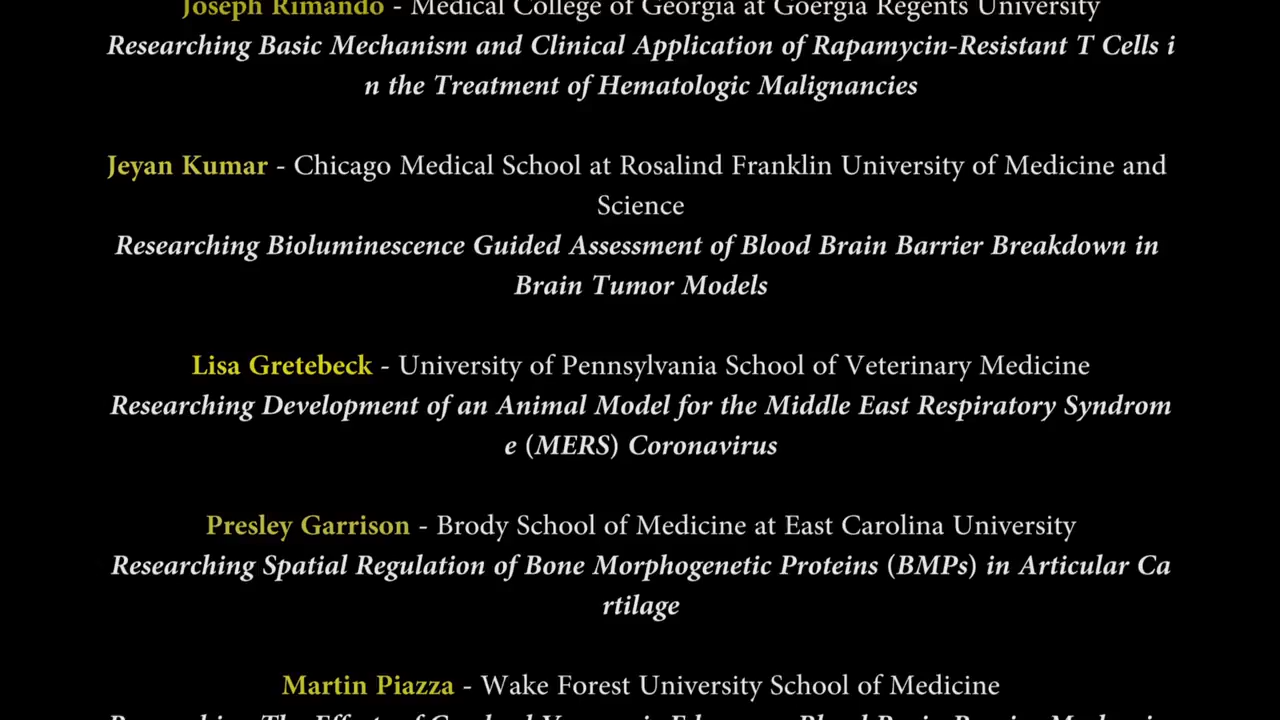 Joseph Rimando - Medical College of Georgia at Goergia Regents University
Researching Basic Mechanism and Clinical Application of Rapamycin-Resistant T Cells i
n the Treatment of Hematologic Malignancies
Jeyan Kumar - Chicago Medical School at Rosalind Franklin University of Medicine and
Science
Researching Bioluminescence Guided Assessment of Blood Brain Barrier Breakdown in
Brain Tumor Models
Lisa Gretebeck - University of Pennsylvania School of Veterinary Medicine
Researching Development of an Animal Model for the Middle East Respiratory Syndrom
e (MERS) Coronavirus
Presley Garrison - Brody School of Medicine at East Carolina University
Researching Spatial Regulation of Bone Morphogenetic Proteins (BMPs) in Articular Ca
rtilage
Martin Piazza - Wake Forest University School of Medicine